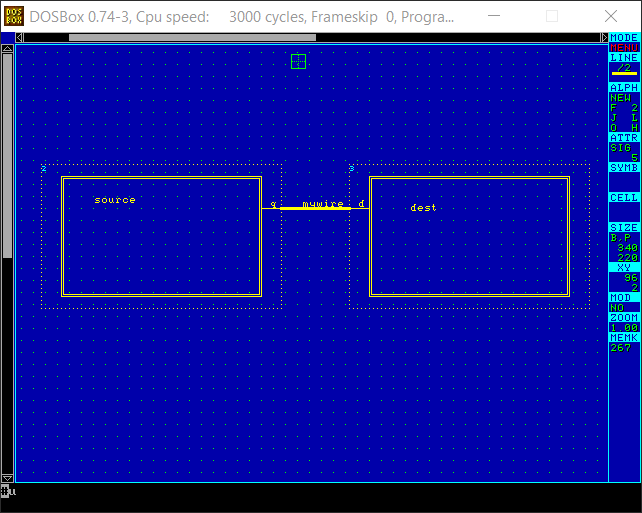 DOS BOX
DOSBox 0.74-3, Cpu speed: 3000 cycles, Frameskip 0, Progra...
MODE
MENU
LINE
/2
ALPH
NEW
F 2
J L
O H
ATTR
SIG
5
SYMB
CELL
SIZE
B,P
340
220
XY
96
2
MOD
NO
ZOOM
1.00
MEMK
267
2
3
source
q
mywire
d
dest
#u